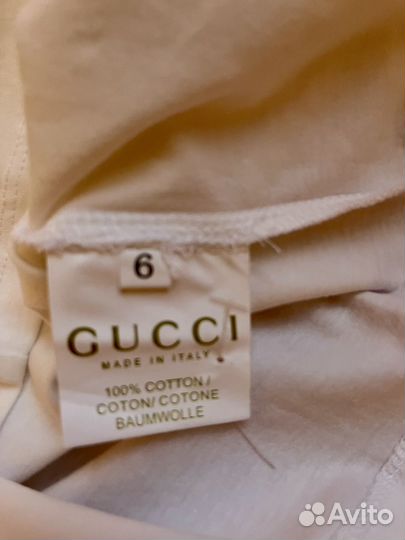 6
GUCCI
MADE IN ITALY
100% COTTON/
COTON/ COTONE
BAUMWOLLE
Avito